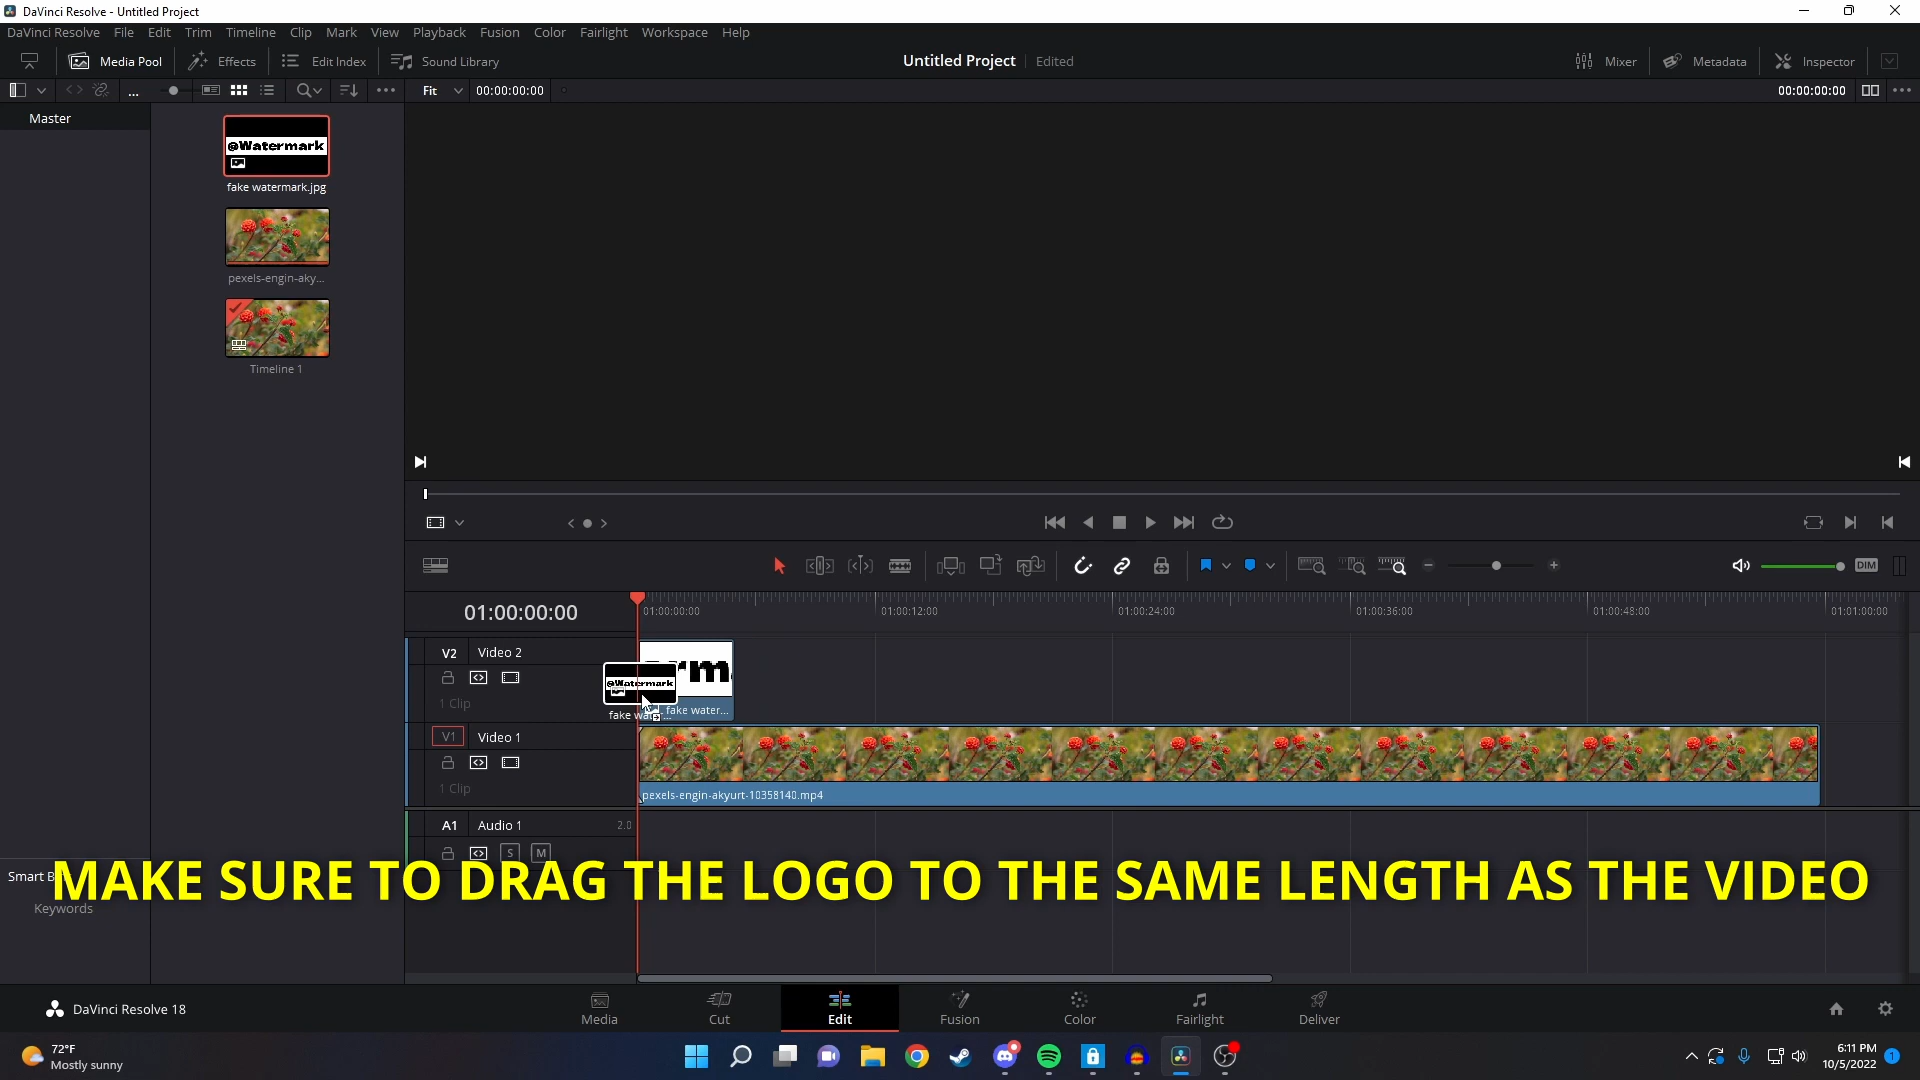 DaVinci Resolve - Untitled Project
DaVinci Resolve File Edit Trim Timeline Clip Mark View Playback Fusion Color Fairlight Workspace Help
Media Pool Effects Edit Index Sound Library Untitled Project Edited Mixer Metadata Inspector
... Fit 00:00:00:00 00:00:00:00
Master
@Watermark
fake watermark.jpg
pexels-engin-aky...
Timeline 1
DIM
01:00:00:00 01:00:00:00 01:00:12:00 01:00:24:00 01:00:36:00 01:00:48:00 01:01:00:00
V2 Video 2
@Watermark
1 Clip
fake water...
V1 Video 1
1 Clip
pexels-engin-akyurt-10358140.mp4
A1 Audio 1 2.0
S M
Smart B
MAKE SURE TO DRAG THE LOGO TO THE SAME LENGTH AS THE VIDEO
Keywords
DaVinci Resolve 18
Media Cut Edit Fusion Color Fairlight Deliver
72°F
Mostly sunny
6:11 PM
10/5/2022
1